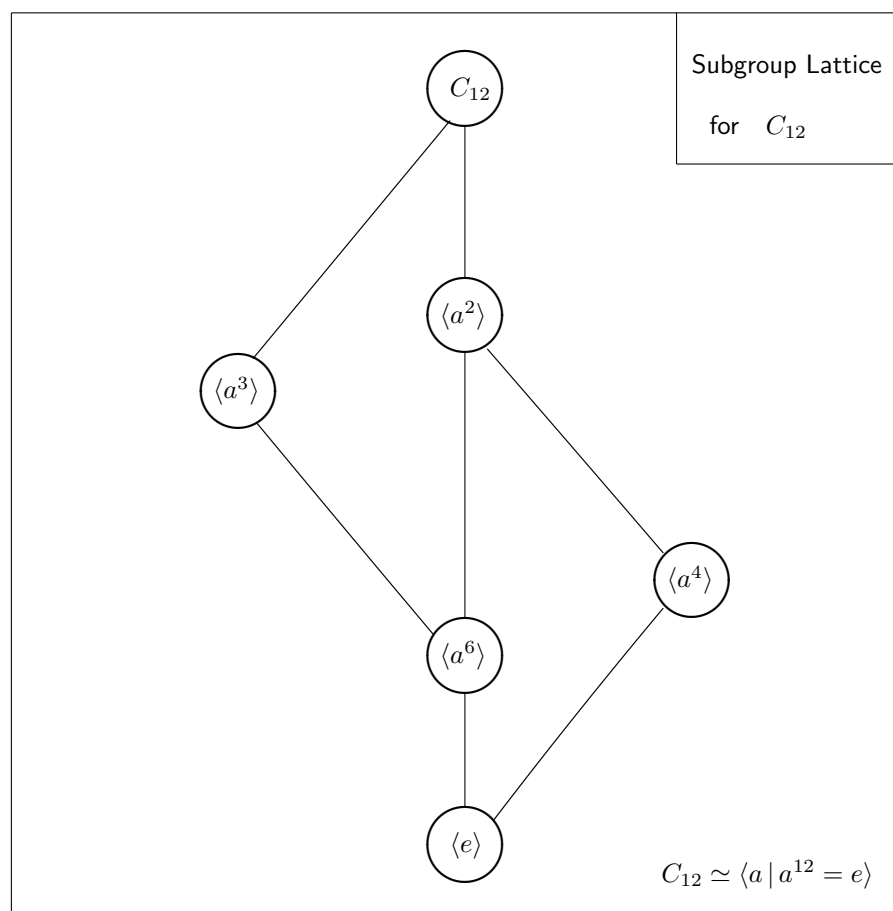 Subgroup Lattice
for C₁₂
C₁₂
⟨a²⟩
⟨a³⟩
⟨a⁴⟩
⟨a⁶⟩
⟨e⟩
C₁₂ ≃ ⟨a | a¹² = e⟩